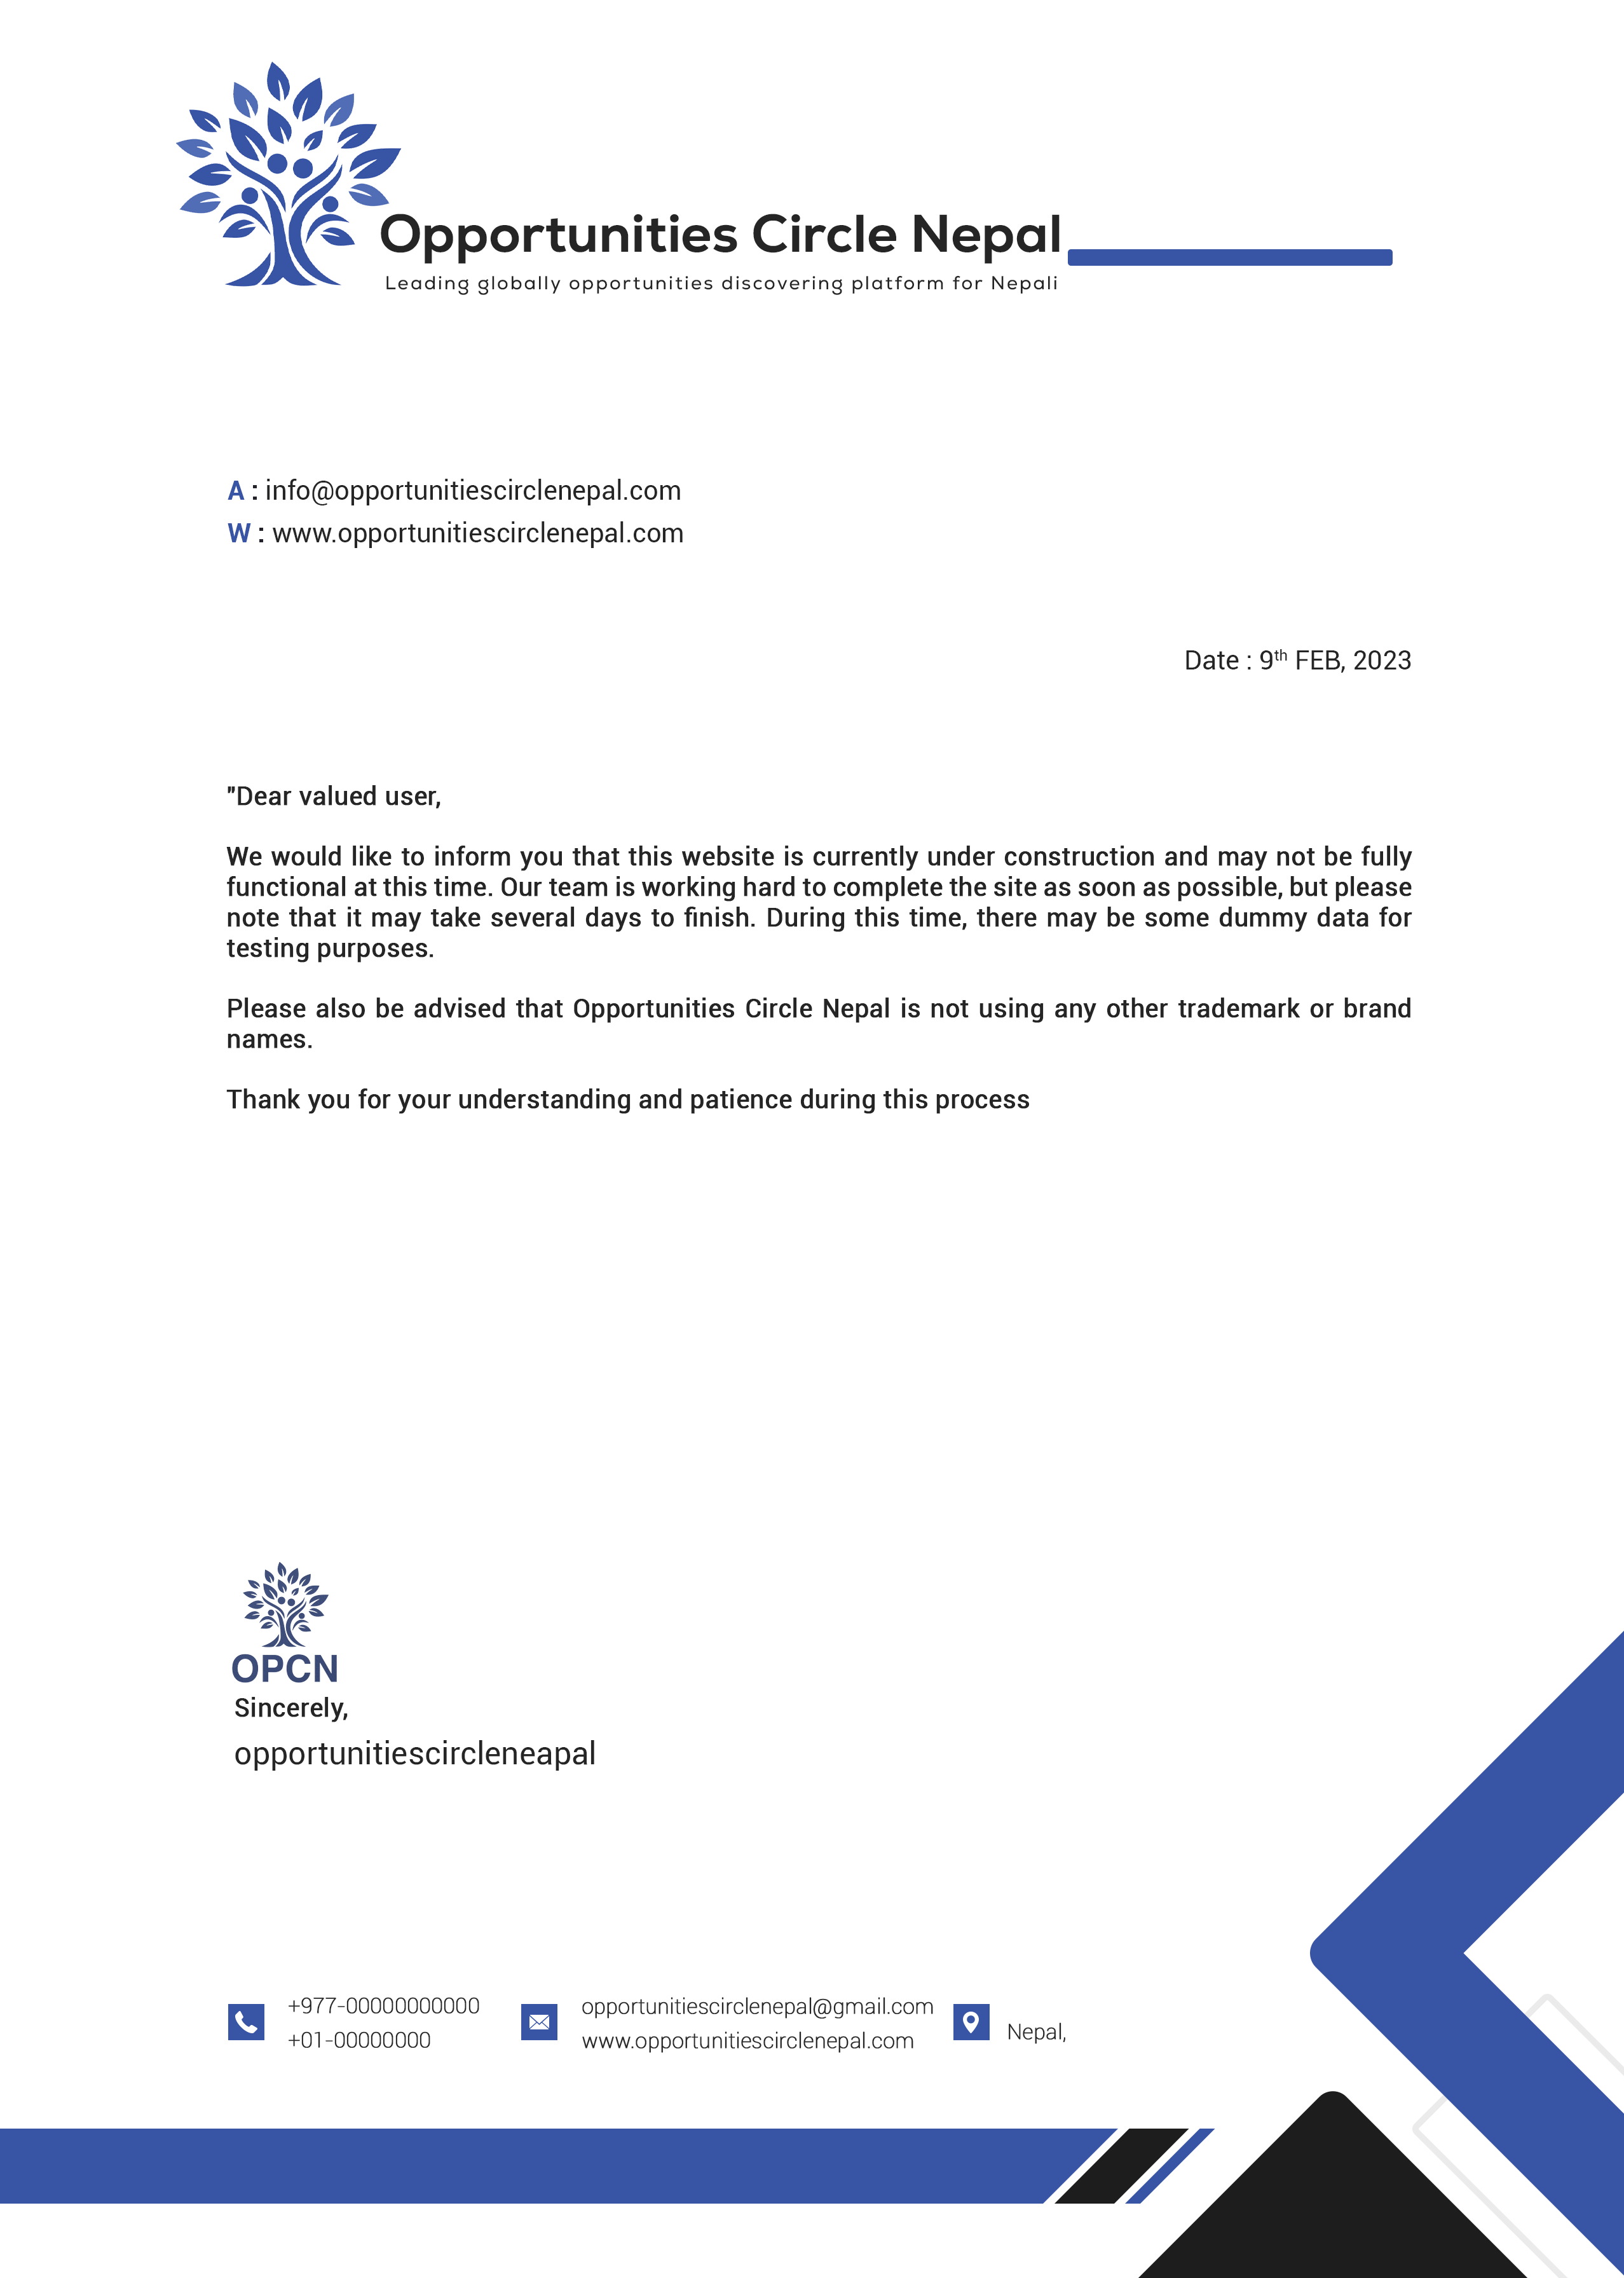 Opportunities Circle Nepal
Leading globally opportunities discovering platform for Nepali
A : info@opportunitiescirclenepal.com
W : www.opportunitiescirclenepal.com
Date : 9th FEB, 2023
"Dear valued user,
We would like to inform you that this website is currently under construction and may not be fully
functional at this time. Our team is working hard to complete the site as soon as possible, but please
note that it may take several days to finish. During this time, there may be some dummy data for
testing purposes.
Please also be advised that Opportunities Circle Nepal is not using any other trademark or brand
names.
Thank you for your understanding and patience during this process
OPCN
Sincerely,
opportunitiescircleneapal
+977-00000000000
+01-00000000
opportunitiescirclenepal@gmail.com
www.opportunitiescirclenepal.com
Nepal,